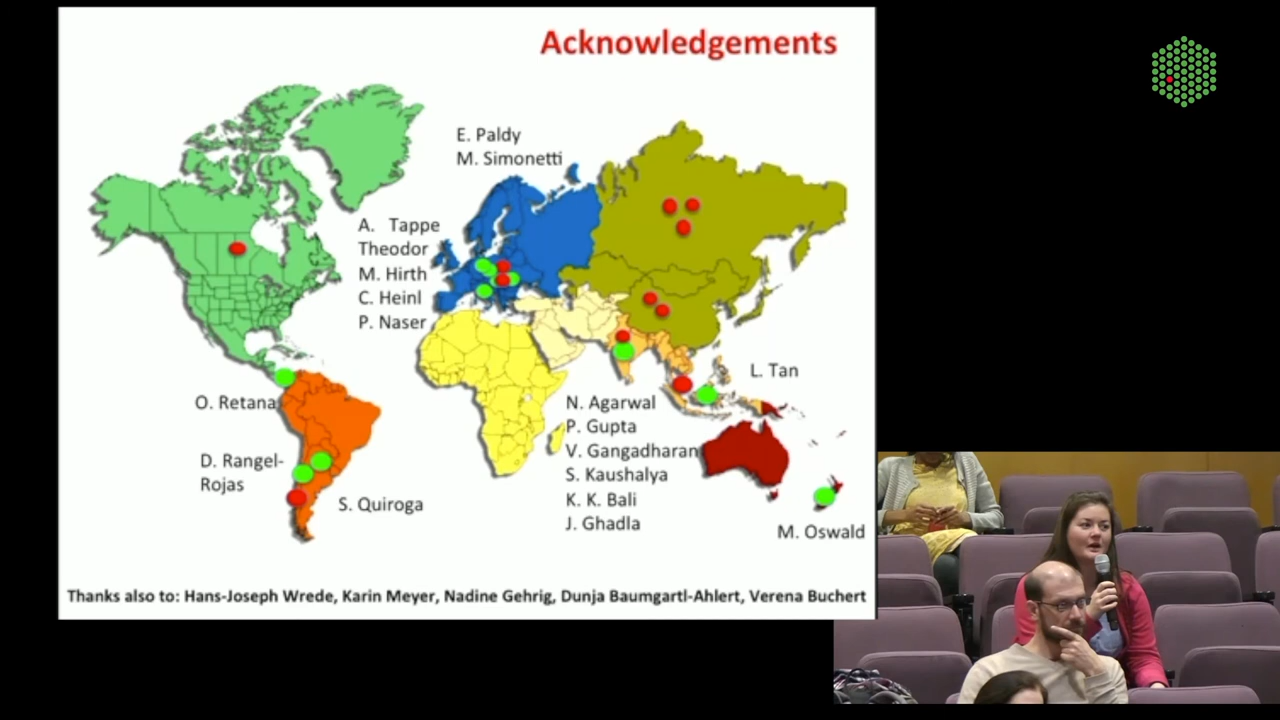 Acknowledgements
E. Paldy
M. Simonetti
A. Tappe
Theodor
M. Hirth
C. Heinl
P. Naser
L. Tan
O. Retana
N. Agarwal
P. Gupta
V. Gangadharan
S. Kaushalya
K. K. Bali
J. Ghadla
D. Rangel-
Rojas
S. Quiroga
M. Oswald
Thanks also to: Hans-Joseph Wrede, Karin Meyer, Nadine Gehrig, Dunja Baumgartl-Ahlert, Verena Buchert